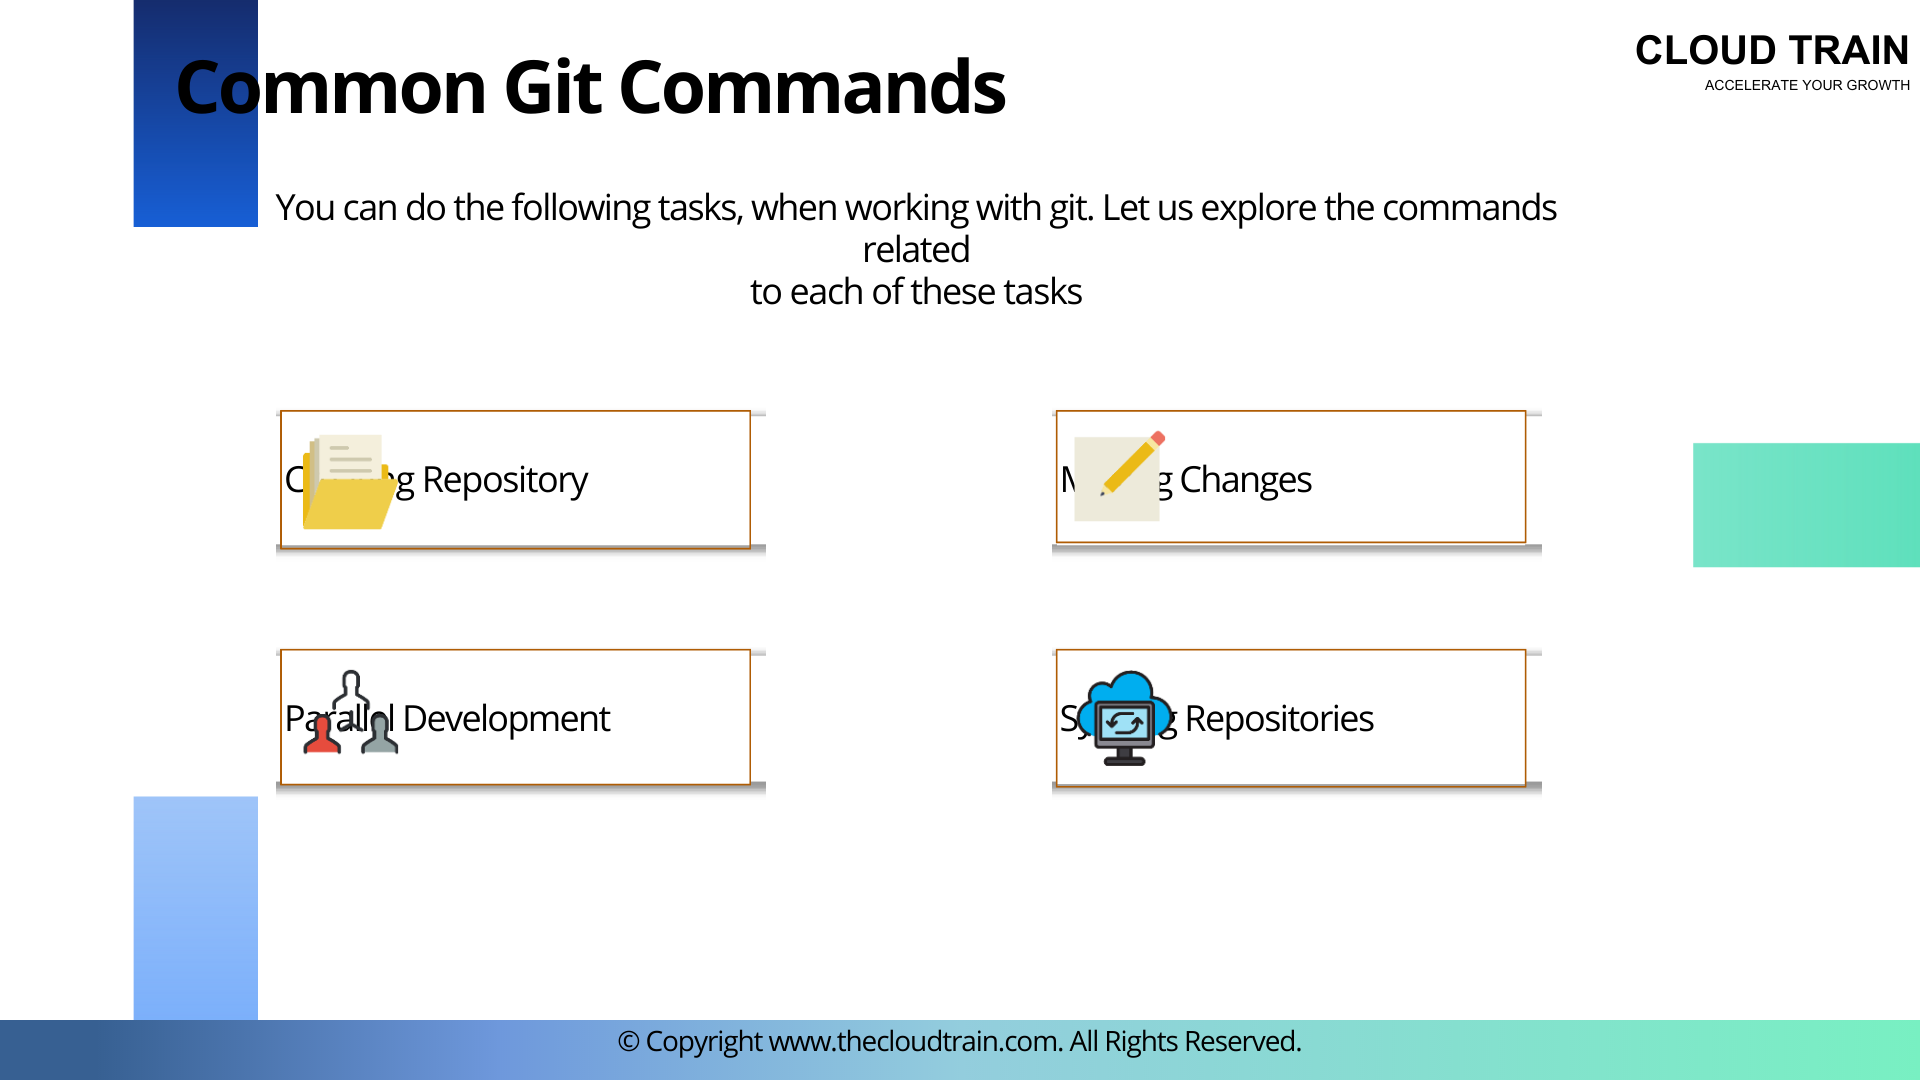 Common Git Commands
CLOUD TRAIN
ACCELERATE YOUR GROWTH
You can do the following tasks, when working with git. Let us explore the commands
related
to each of these tasks
Repository
Changes
Parallel Development
Repositories
© Copyright www.thecloudtrain.com. All Rights Reserved.